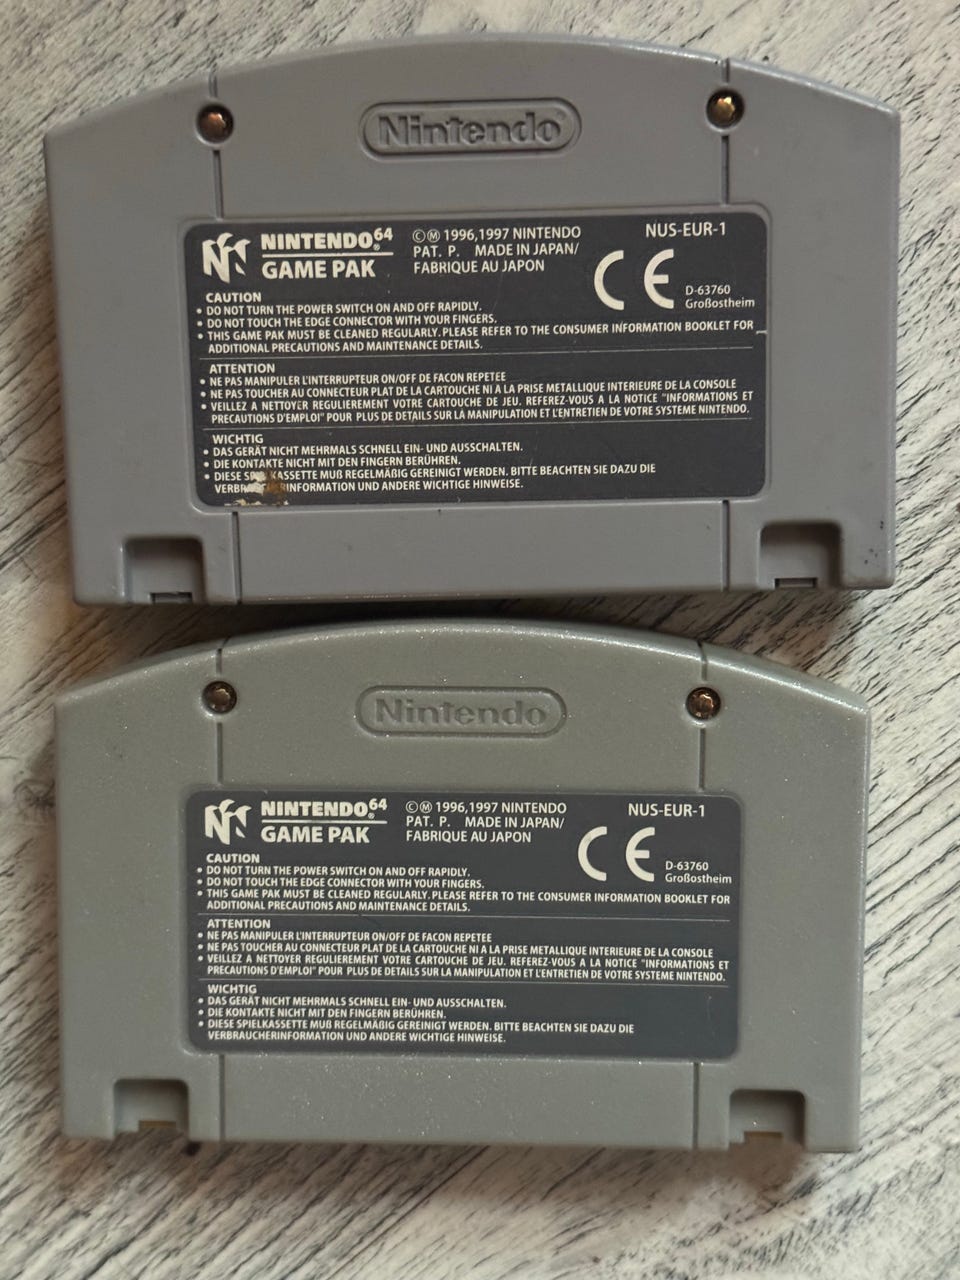 Nintendo®
NINTENDO64®
GAME PAK
ⒸⓂ 1996,1997 NINTENDO
PAT. P. MADE IN JAPAN/
FABRIQUE AU JAPON
NUS-EUR-1
CE
D-63760
Großostheim
CAUTION
• DO NOT TURN THE POWER SWITCH ON AND OFF RAPIDLY.
• DO NOT TOUCH THE EDGE CONNECTOR WITH YOUR FINGERS.
• THIS GAME PAK MUST BE CLEANED REGULARLY. PLEASE REFER TO THE CONSUMER INFORMATION BOOKLET FOR
ADDITIONAL PRECAUTIONS AND MAINTENANCE DETAILS.
ATTENTION
• NE PAS MANIPULER L'INTERRUPTEUR ON/OFF DE FACON REPETEE
• NE PAS TOUCHER AU CONNECTEUR PLAT DE LA CARTOUCHE NI A LA PRISE METALLIQUE INTERIEURE DE LA CONSOLE
• VEILLEZ A NETTOYER REGULIEREMENT VOTRE CARTOUCHE DE JEU. REFEREZ-VOUS A LA NOTICE "INFORMATIONS ET
PRECAUTIONS D'EMPLOI" POUR PLUS DE DETAILS SUR LA MANIPULATION ET L'ENTRETIEN DE VOTRE SYSTEME NINTENDO.
WICHTIG
• DAS GERÄT NICHT MEHRMALS SCHNELL EIN- UND AUSSCHALTEN.
• DIE KONTAKTE NICHT MIT DEN FINGERN BERÜHREN.
• DIESE SPIELKASSETTE MUß REGELMÄßIG GEREINIGT WERDEN. BITTE BEACHTEN SIE DAZU DIE
VERBRAUCHERINFORMATION UND ANDERE WICHTIGE HINWEISE.
Nintendo®
NINTENDO64®
GAME PAK
ⒸⓂ 1996,1997 NINTENDO
PAT. P. MADE IN JAPAN/
FABRIQUE AU JAPON
NUS-EUR-1
CE
D-63760
Großostheim
CAUTION
• DO NOT TURN THE POWER SWITCH ON AND OFF RAPIDLY.
• DO NOT TOUCH THE EDGE CONNECTOR WITH YOUR FINGERS.
• THIS GAME PAK MUST BE CLEANED REGULARLY. PLEASE REFER TO THE CONSUMER INFORMATION BOOKLET FOR
ADDITIONAL PRECAUTIONS AND MAINTENANCE DETAILS.
ATTENTION
• NE PAS MANIPULER L'INTERRUPTEUR ON/OFF DE FACON REPETEE
• NE PAS TOUCHER AU CONNECTEUR PLAT DE LA CARTOUCHE NI A LA PRISE METALLIQUE INTERIEURE DE LA CONSOLE
• VEILLEZ A NETTOYER REGULIEREMENT VOTRE CARTOUCHE DE JEU. REFEREZ-VOUS A LA NOTICE "INFORMATIONS ET
PRECAUTIONS D'EMPLOI" POUR PLUS DE DETAILS SUR LA MANIPULATION ET L'ENTRETIEN DE VOTRE SYSTEME NINTENDO.
WICHTIG
• DAS GERÄT NICHT MEHRMALS SCHNELL EIN- UND AUSSCHALTEN.
• DIE KONTAKTE NICHT MIT DEN FINGERN BERÜHREN.
• DIESE SPIELKASSETTE MUß REGELMÄßIG GEREINIGT WERDEN. BITTE BEACHTEN SIE DAZU DIE
VERBRAUCHERINFORMATION UND ANDERE WICHTIGE HINWEISE.